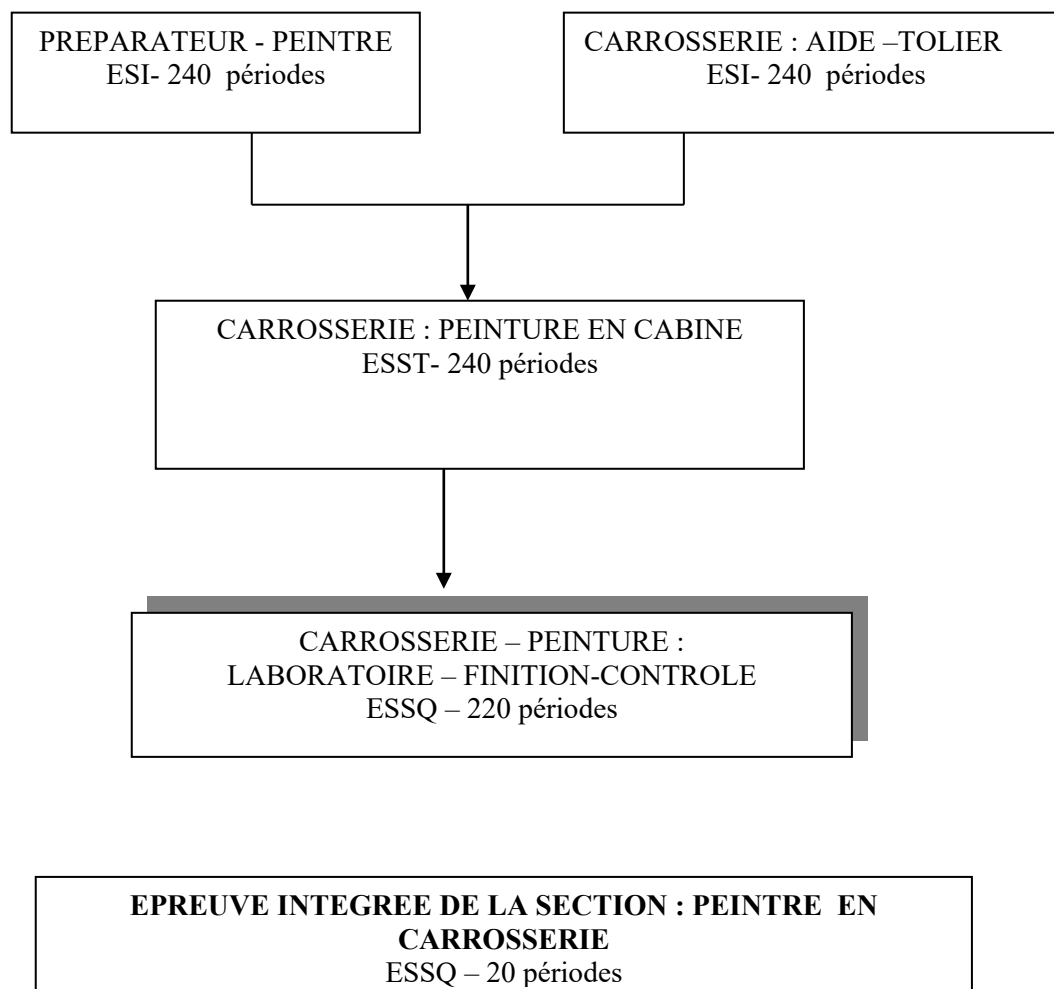 PREPARATEUR - PEINTRE
ESI- 240 périodes
CARROSSERIE : AIDE –TOLIER
ESI- 240 périodes
CARROSSERIE : PEINTURE EN CABINE
ESST- 240 périodes
CARROSSERIE – PEINTURE :
LABORATOIRE – FINITION-CONTROLE
ESSQ – 220 périodes
EPREUVE INTEGREE DE LA SECTION : PEINTRE EN
CARROSSERIE
ESSQ – 20 périodes